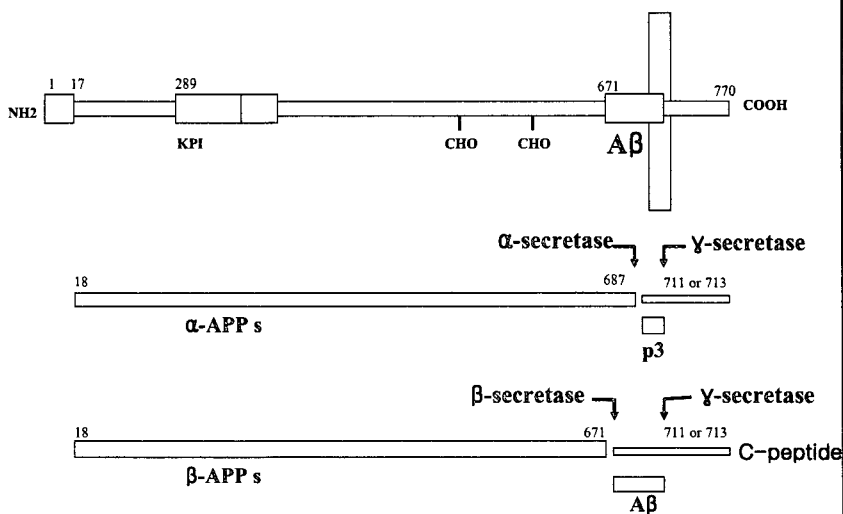 1 17 289 671 770
NH2 COOH
KPI CHO CHO Aβ
α-secretase ɣ-secretase
18 687 711 or 713
α-APP s
p3
β-secretase ɣ-secretase
18 671 711 or 713
C-peptide
β-APP s
Aβ